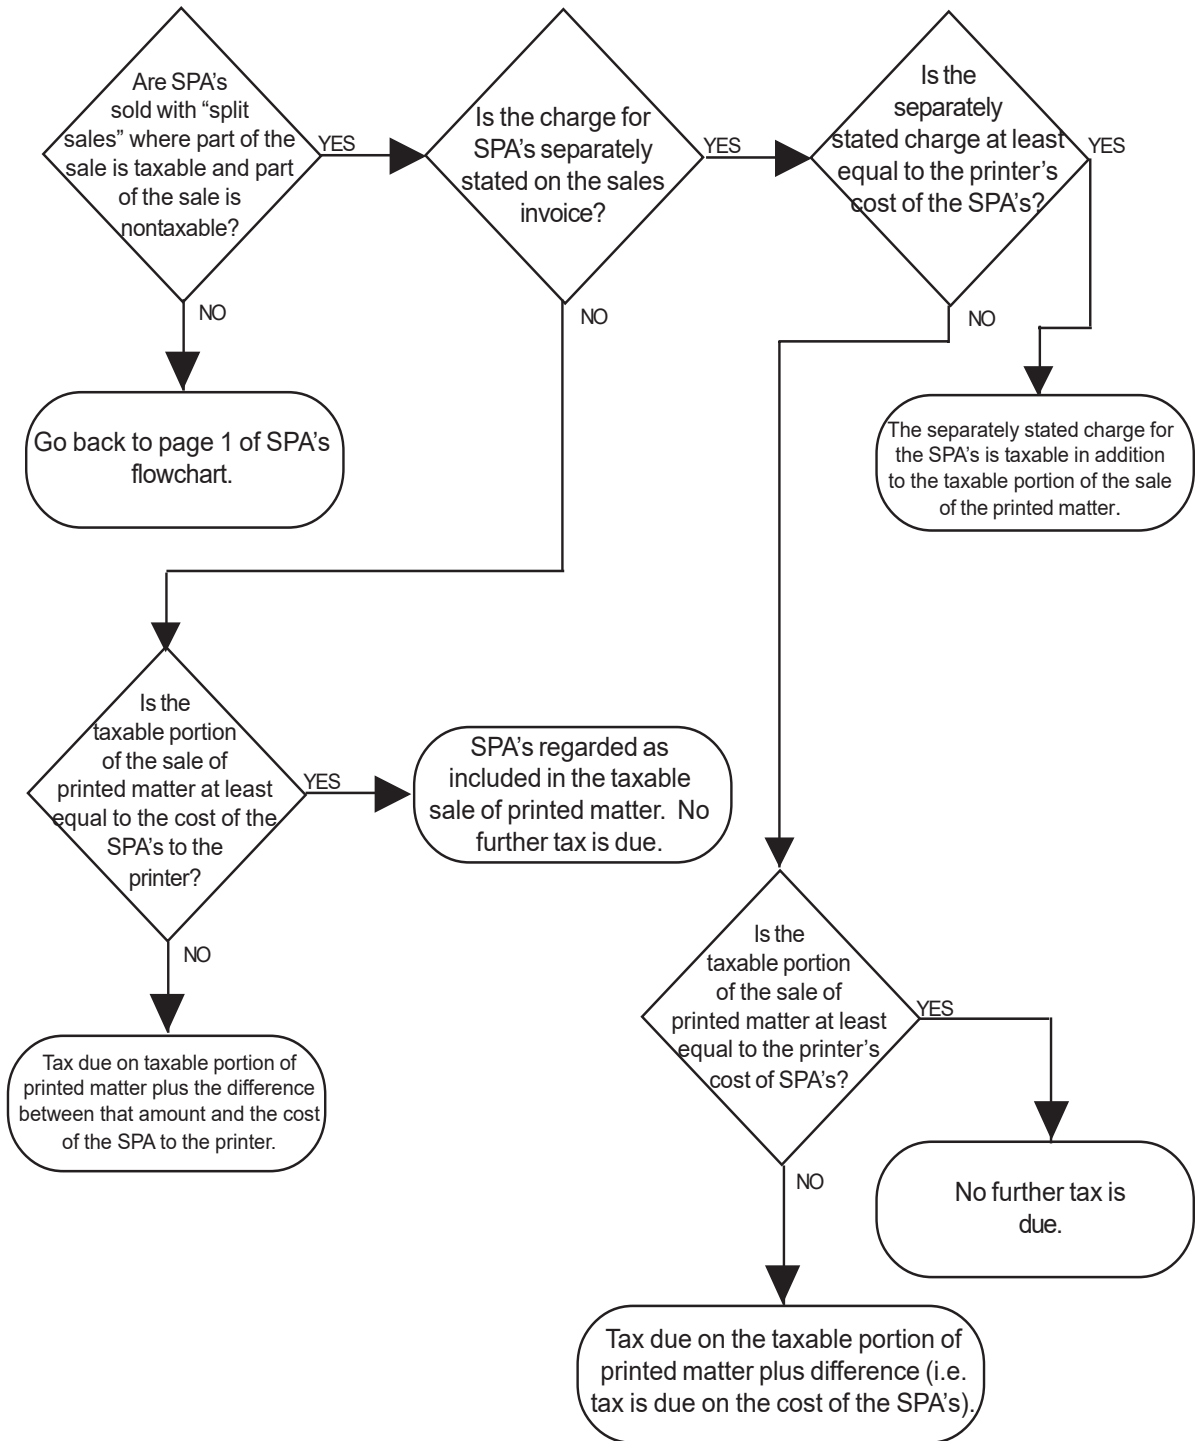 Are SPA's
sold with “split
sales” where part of the
sale is taxable and part
of the sale is
nontaxable?
YES
NO
Is the charge for
SPA's separately
stated on the sales
invoice?
YES
NO
Is the
separately
stated charge at least
equal to the printer's
cost of the SPA's?
YES
NO
Go back to page 1 of SPA's
flowchart.
The separately stated charge for
the SPA's is taxable in addition
to the taxable portion of the sale
of the printed matter.
Is the
taxable portion
of the sale of
printed matter at least
equal to the cost of the
SPA's to the
printer?
YES
NO
SPA's regarded as
included in the taxable
sale of printed matter.  No
further tax is due.
Tax due on taxable portion of
printed matter plus the difference
between that amount and the cost
of the SPA to the printer.
Is the
taxable portion
of the sale of
printed matter at least
equal to the printer's
cost of SPA's?
YES
NO
No further tax is
due.
Tax due on the taxable portion of
printed matter plus difference (i.e.
tax is due on the cost of the SPA's).